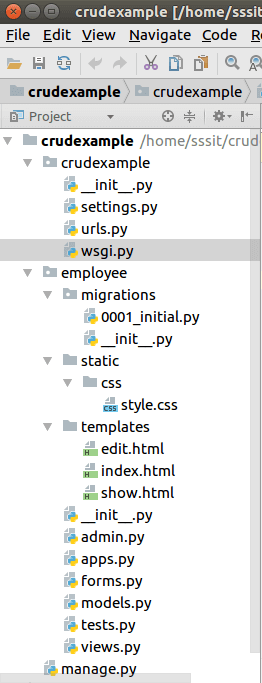 crudexample [/home/sssit
File Edit View Navigate Code Re
crudexample crudexample
Project
crudexample /home/sssit/crud
crudexample
__init__.py
settings.py
urls.py
wsgi.py
employee
migrations
0001_initial.py
__init__.py
static
css
style.css
templates
edit.html
index.html
show.html
__init__.py
admin.py
apps.py
forms.py
models.py
tests.py
views.py
manage.py